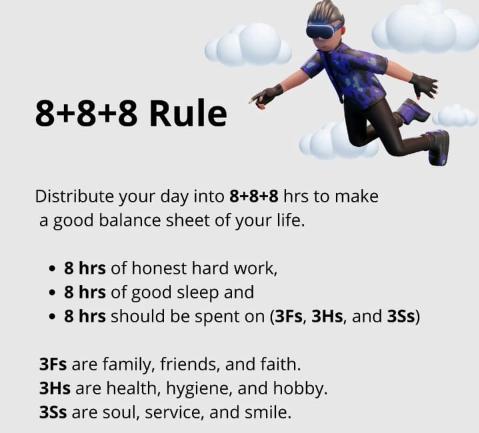 8+8+8 Rule
Distribute your day into 8+8+8 hrs to make
a good balance sheet of your life.
• 8 hrs of honest hard work,
• 8 hrs of good sleep and
• 8 hrs should be spent on (3Fs, 3Hs, and 3Ss)
3Fs are family, friends, and faith.
3Hs are health, hygiene, and hobby.
3Ss are soul, service, and smile.